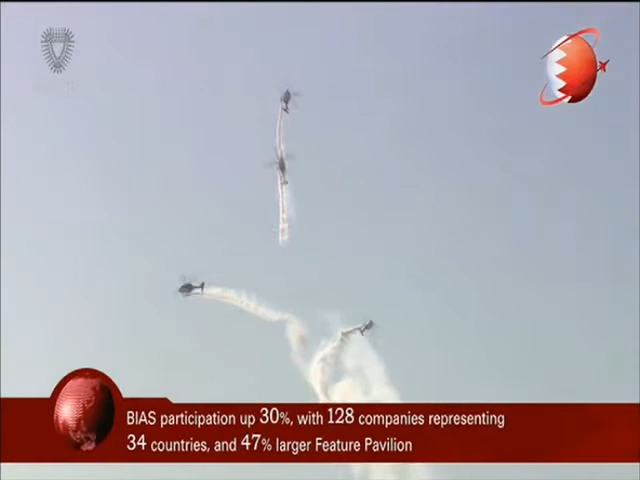 BIAS participation up 30%, with 128 companies representing
34 countries, and 47% larger Feature Pavilion